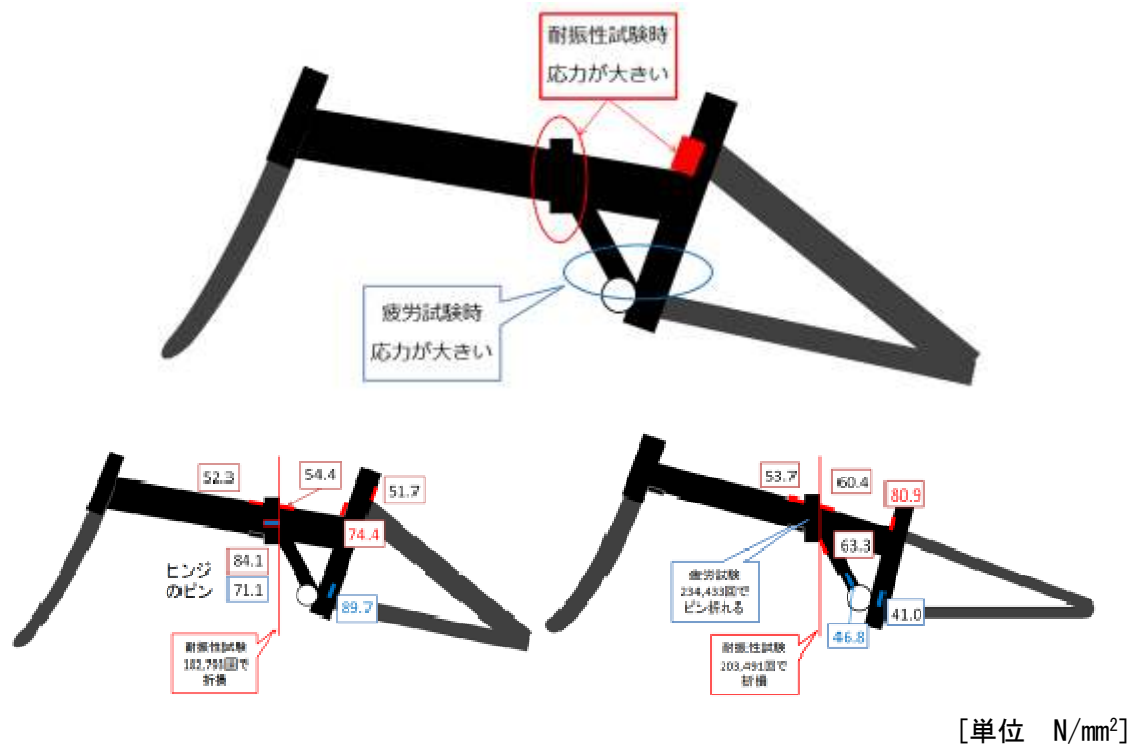 耐振性試験時
応力が大きい
疲労試験時
応力が大きい
52.3
54.4
51.7
74.4
ヒンジ
のピン
84.1
71.1
89.7
耐振性試験
182,798回で
折損
53.7
60.4
80.9
63.3
疲労試験
234,433回で
ピン折れる
46.8
41.0
耐振性試験
203,491回で
折損
[単位 N/mm²]